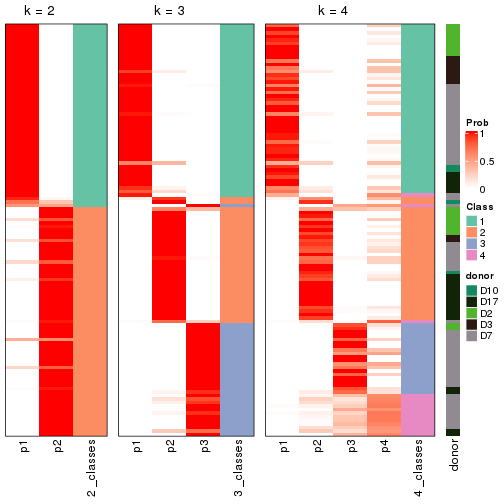 k = 2
k = 3
k = 4
p1
p2
2_classes
p1
p2
p3
3_classes
p1
p2
p3
p4
4_classes
donor
Prob
1
0.5
0
Class
1
2
3
4
donor
D10
D17
D2
D3
D7